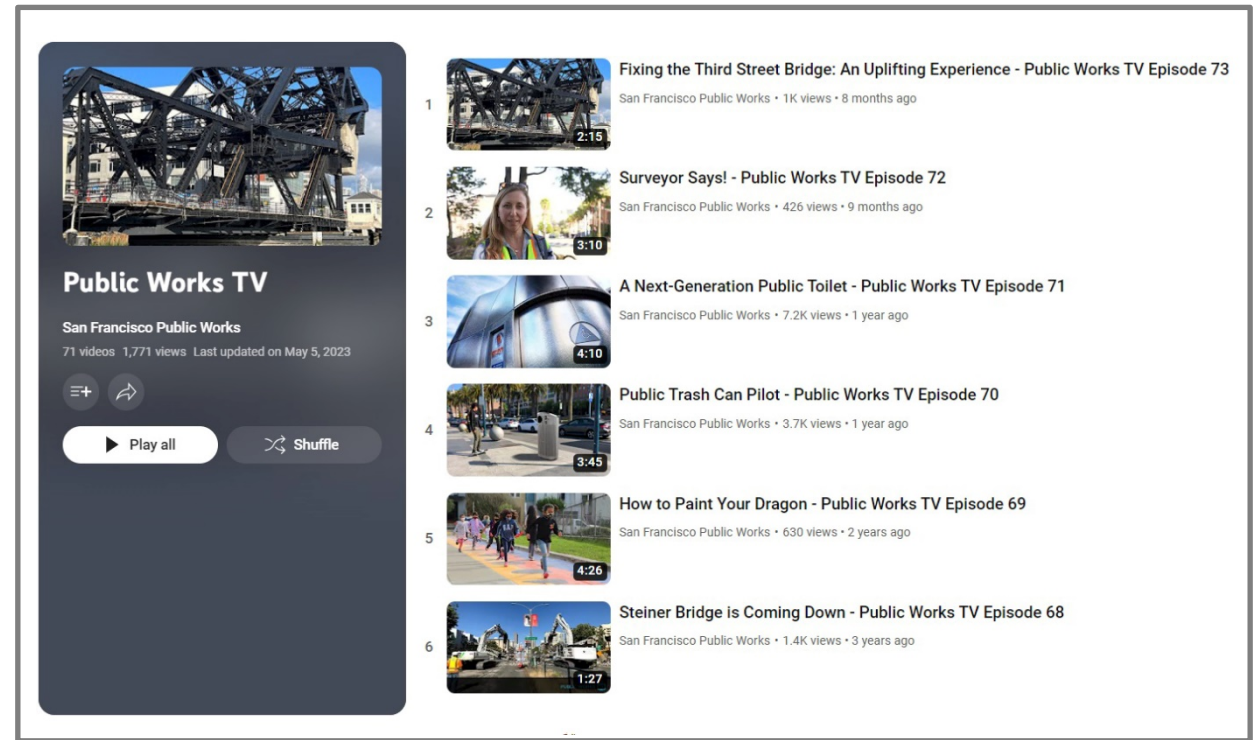 Public Works TV
San Francisco Public Works
71 videos 1,771 views Last updated on May 5, 2023
Play all
Shuffle
1
2:15
Fixing the Third Street Bridge: An Uplifting Experience - Public Works TV Episode 73
San Francisco Public Works • 1K views • 8 months ago
2
3:10
Surveyor Says! - Public Works TV Episode 72
San Francisco Public Works • 426 views • 9 months ago
3
4:10
A Next-Generation Public Toilet - Public Works TV Episode 71
San Francisco Public Works • 7.2K views • 1 year ago
4
3:45
Public Trash Can Pilot - Public Works TV Episode 70
San Francisco Public Works • 3.7K views • 1 year ago
5
4:26
How to Paint Your Dragon - Public Works TV Episode 69
San Francisco Public Works • 630 views • 2 years ago
6
1:27
Steiner Bridge is Coming Down - Public Works TV Episode 68
San Francisco Public Works • 1.4K views • 3 years ago